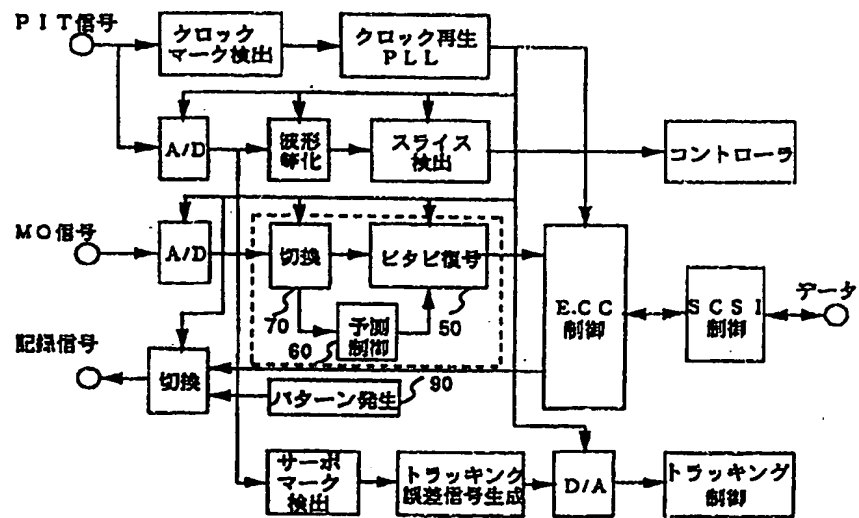 PIT信号
クロック
マーク検出
クロック再生
PLL
A/D
波形
等化
スライス
検出
コントローラ
MO信号
A/D
切換
ビタビ復号
70
予測
制御
60
50
E.CC
制御
SCSI
制御
データ
記録信号
切換
パターン発生
90
サーボ
マーク
検出
トラッキング
誤差信号生成
D/A
トラッキング
制御